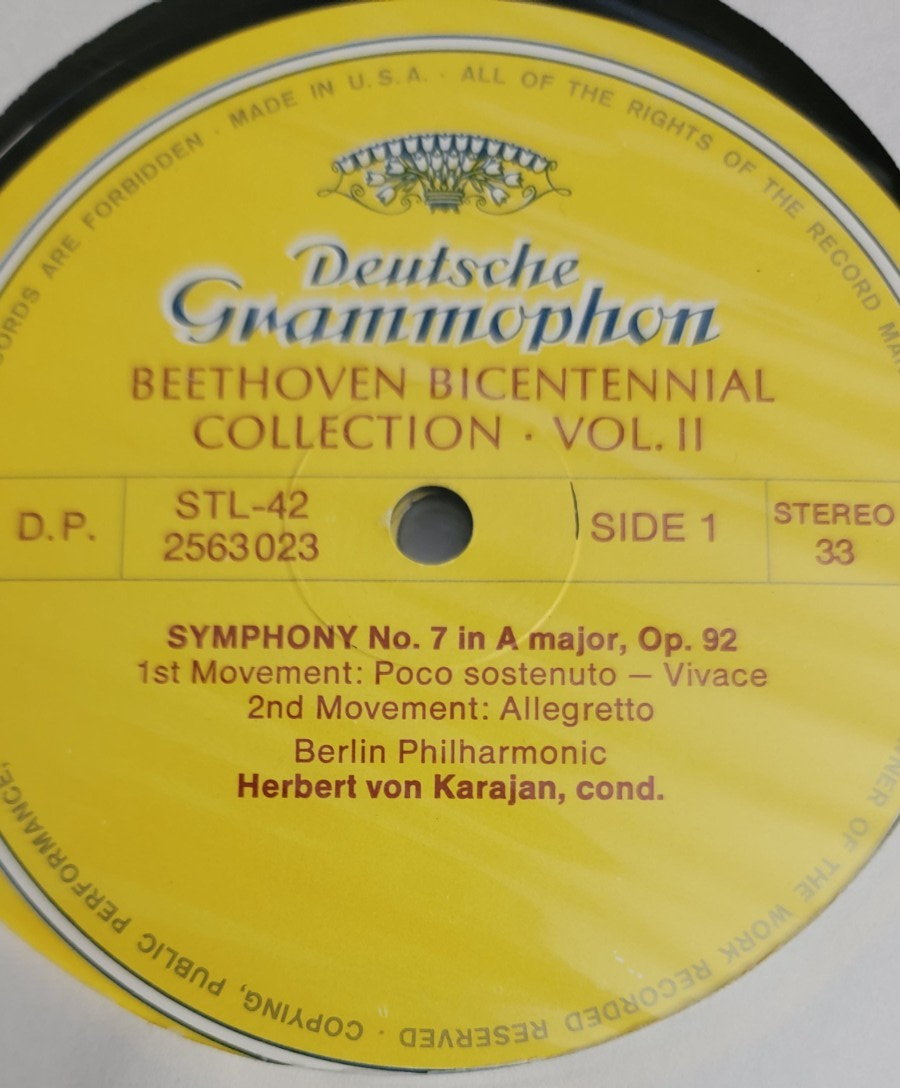 MADE IN U.S.A. · ALL OF THE RIGHTS OF THE RECORD
Deutsche
Grammophon
BEETHOVEN BICENTENNIAL
COLLECTION · VOL. II
D.P.
STL-42
2563023
SIDE 1
STEREO
33
SYMPHONY No. 7 in A major, Op. 92
1st Movement: Poco sostenuto — Vivace
2nd Movement: Allegretto
Berlin Philharmonic
Herbert von Karajan, cond.
OF THE WORK RECORDED RESERVED · COPYING, PUBLIC PERFORMANCE,
ARE FORBIDDEN ·